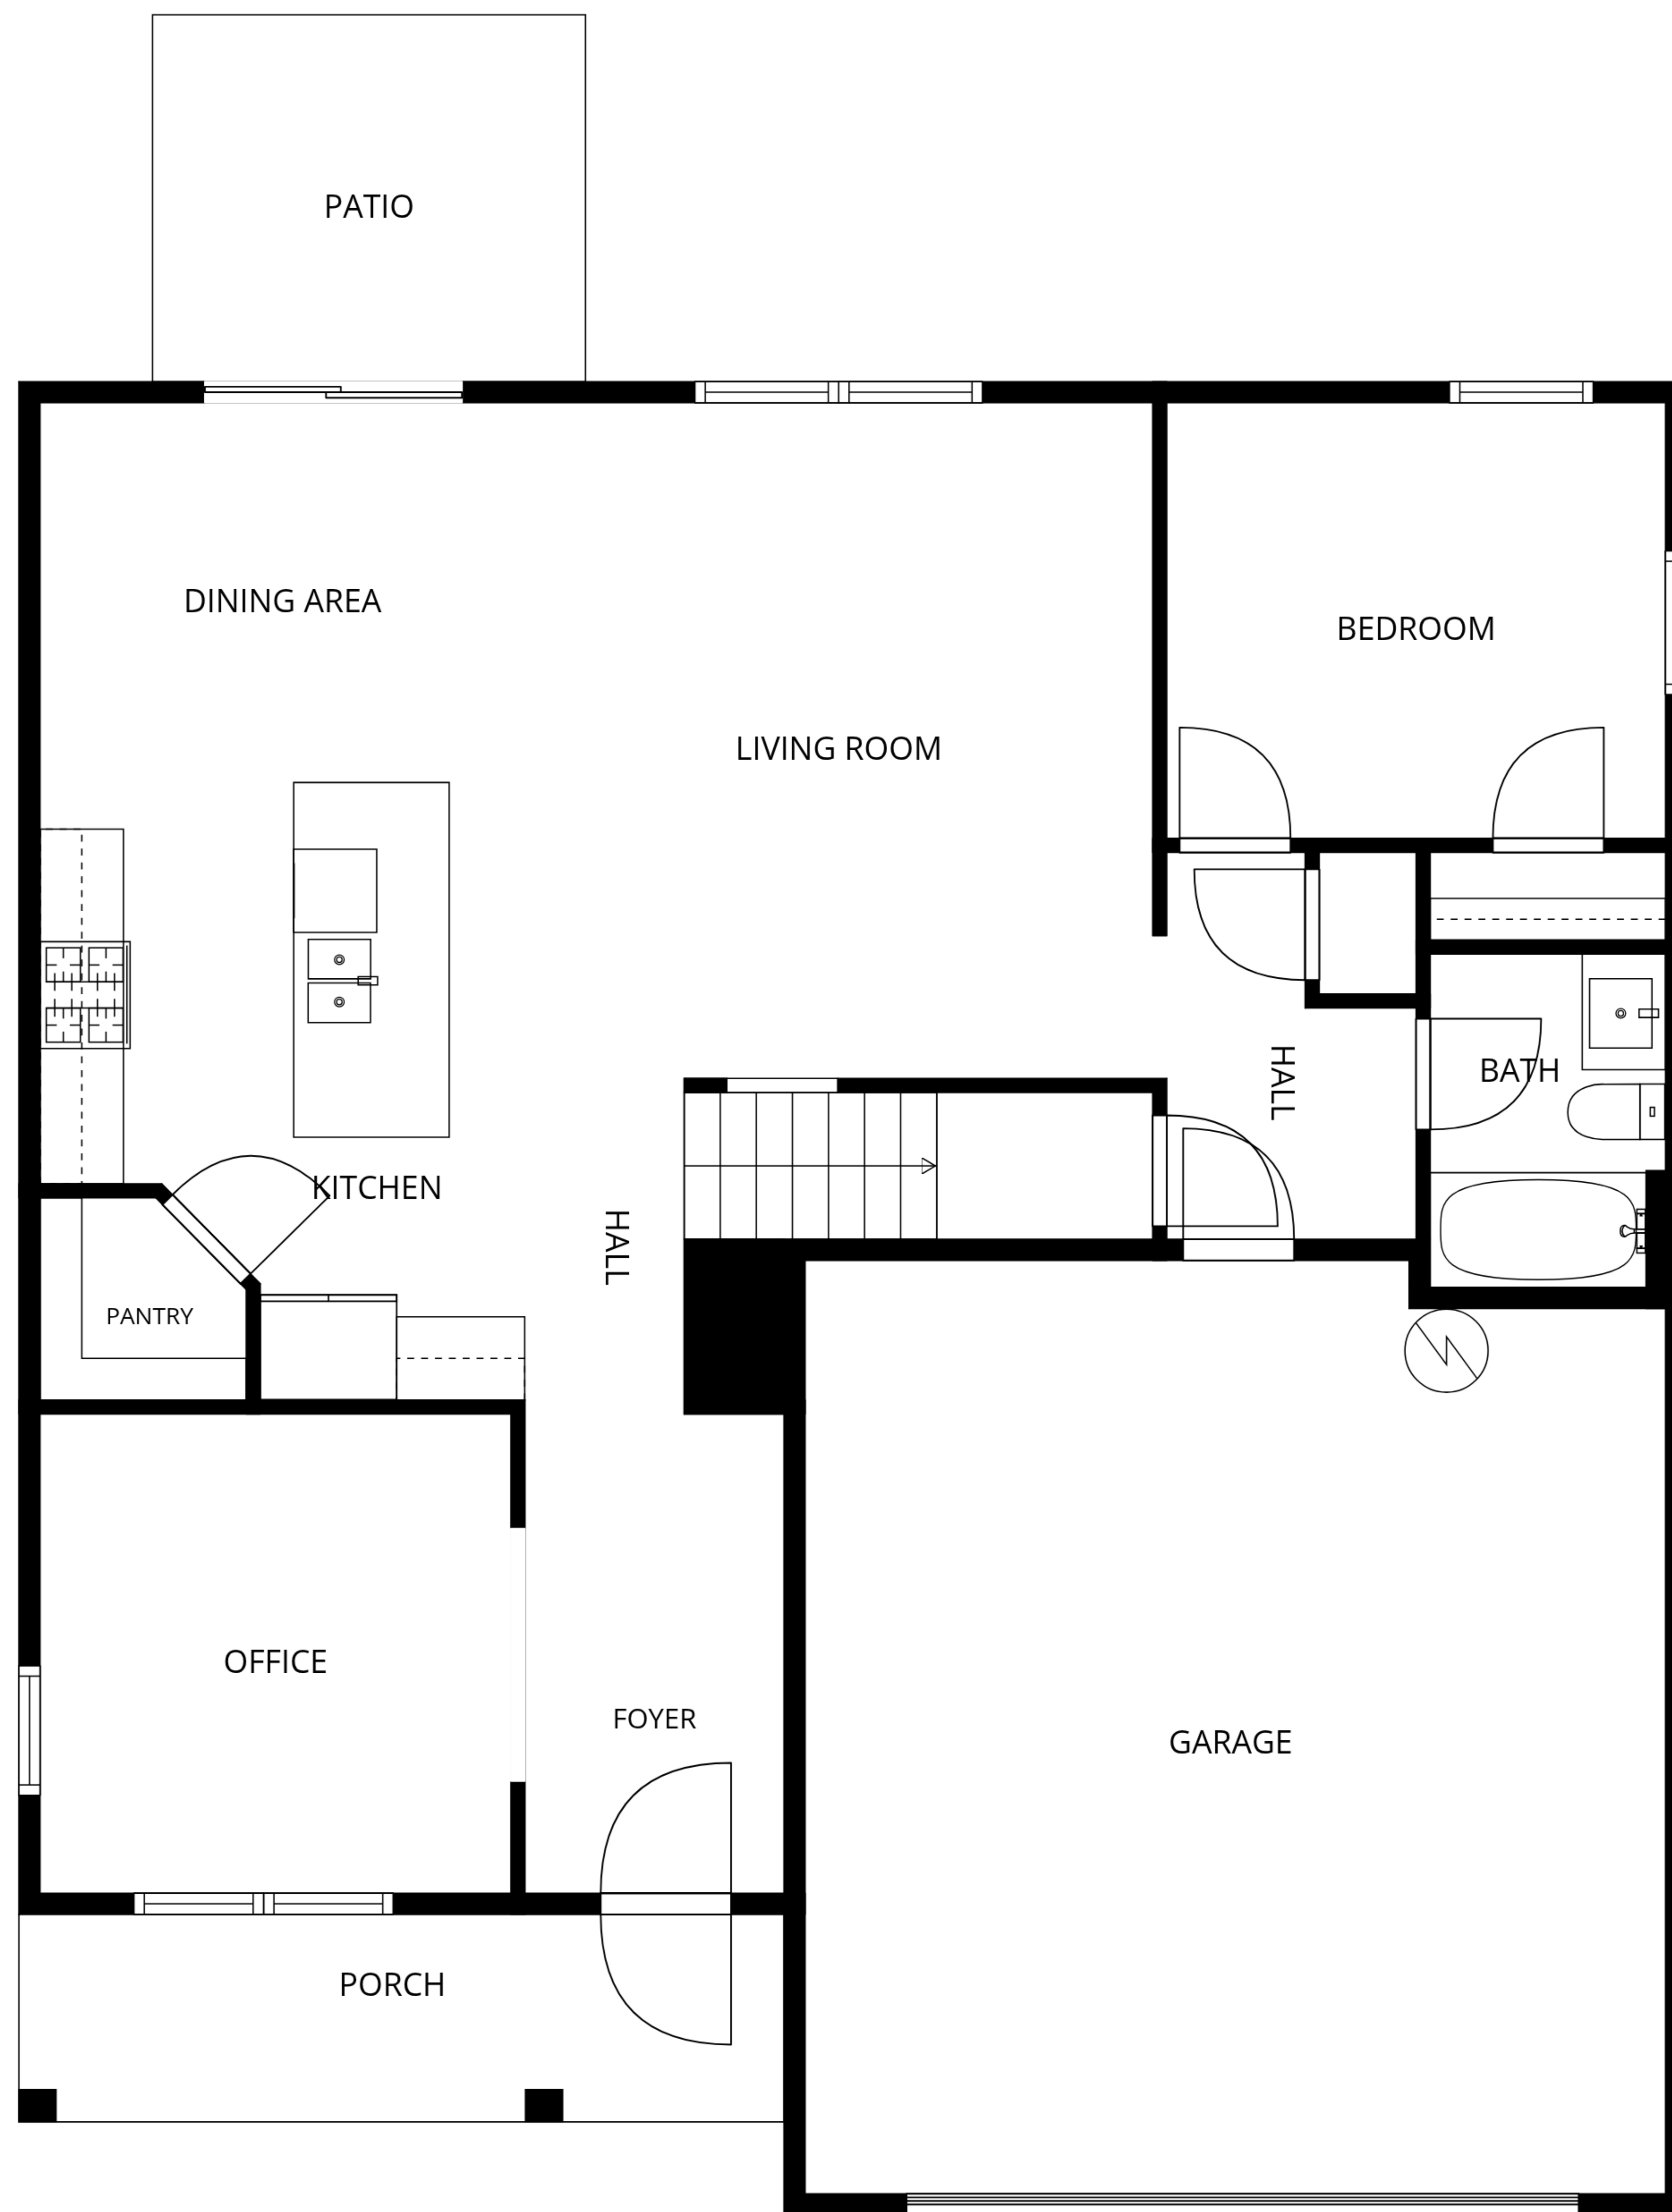 PATIO
DINING AREA
BEDROOM
LIVING ROOM
HALL
BATH
KITCHEN
HALL
PANTRY
OFFICE
FOYER
GARAGE
PORCH